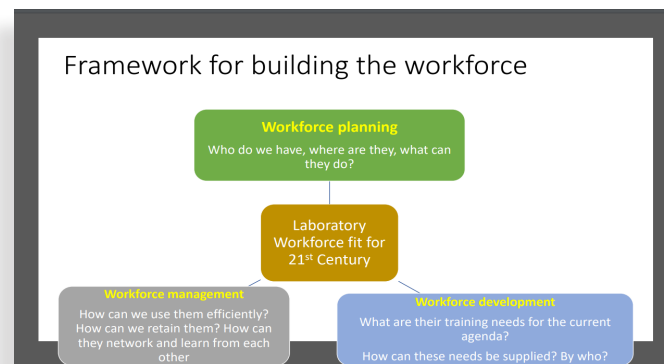 Framework for building the workforce
Workforce planning
Who do we have, where are they, what can
they do?
Laboratory
Workforce fit for
21st Century
Workforce management
How can we use them efficiently?
How can we retain them? How can
they network and learn from each
other
Workforce development
What are their training needs for the current
agenda?
How can these needs be supplied? By who?